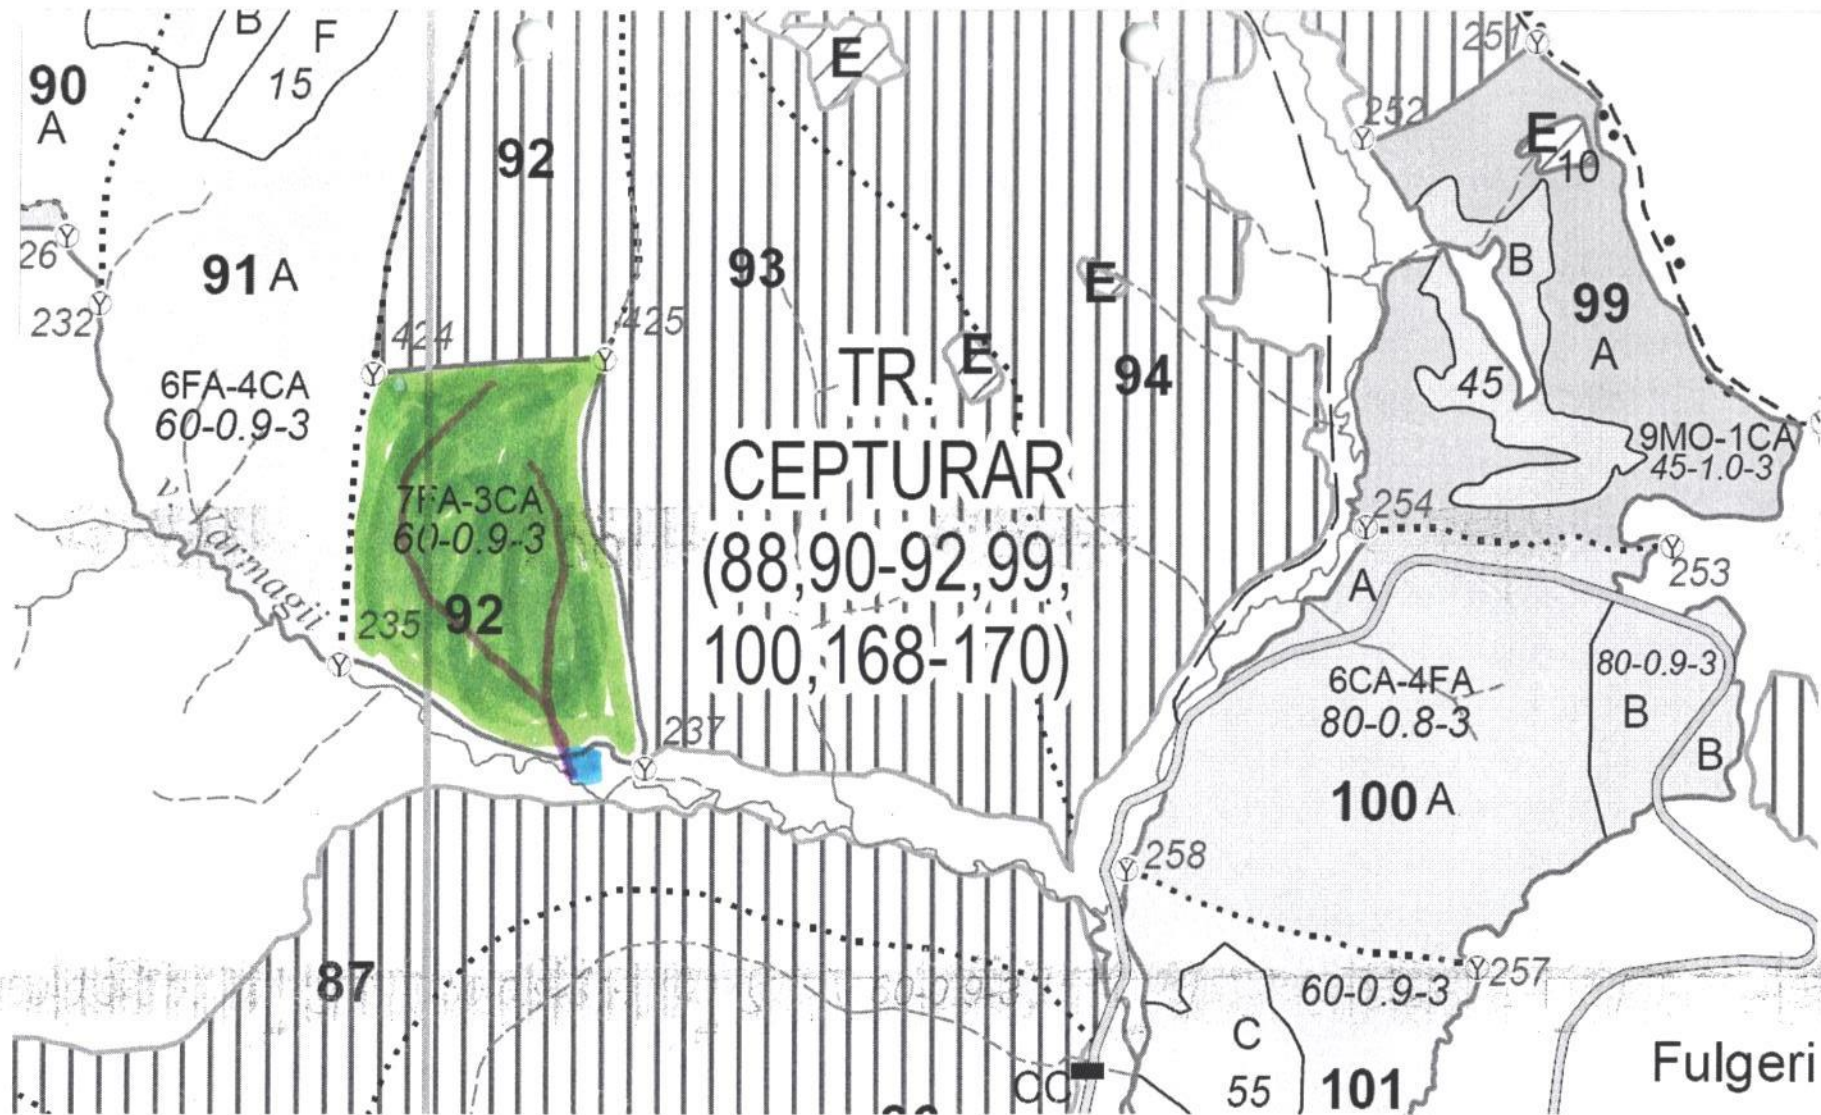 B
F
15
90
A
92
E
251
252
E
10
26
91 A
93
E
B
99
A
232
424
425
TR.
E
94
45
6FA-4CA
60-0.9-3
CEPTURAR
9MO-1CA
45-1.0-3
7FA-3CA
60-0.9-3
(88,90-92,99,
254
253
A
235
92
100,168-170)
6CA-4FA
80-0.8-3
80-0.9-3
B
B
237
100 A
258
87
60-0.9-3
257
C
55
CC
101
Fulgeri